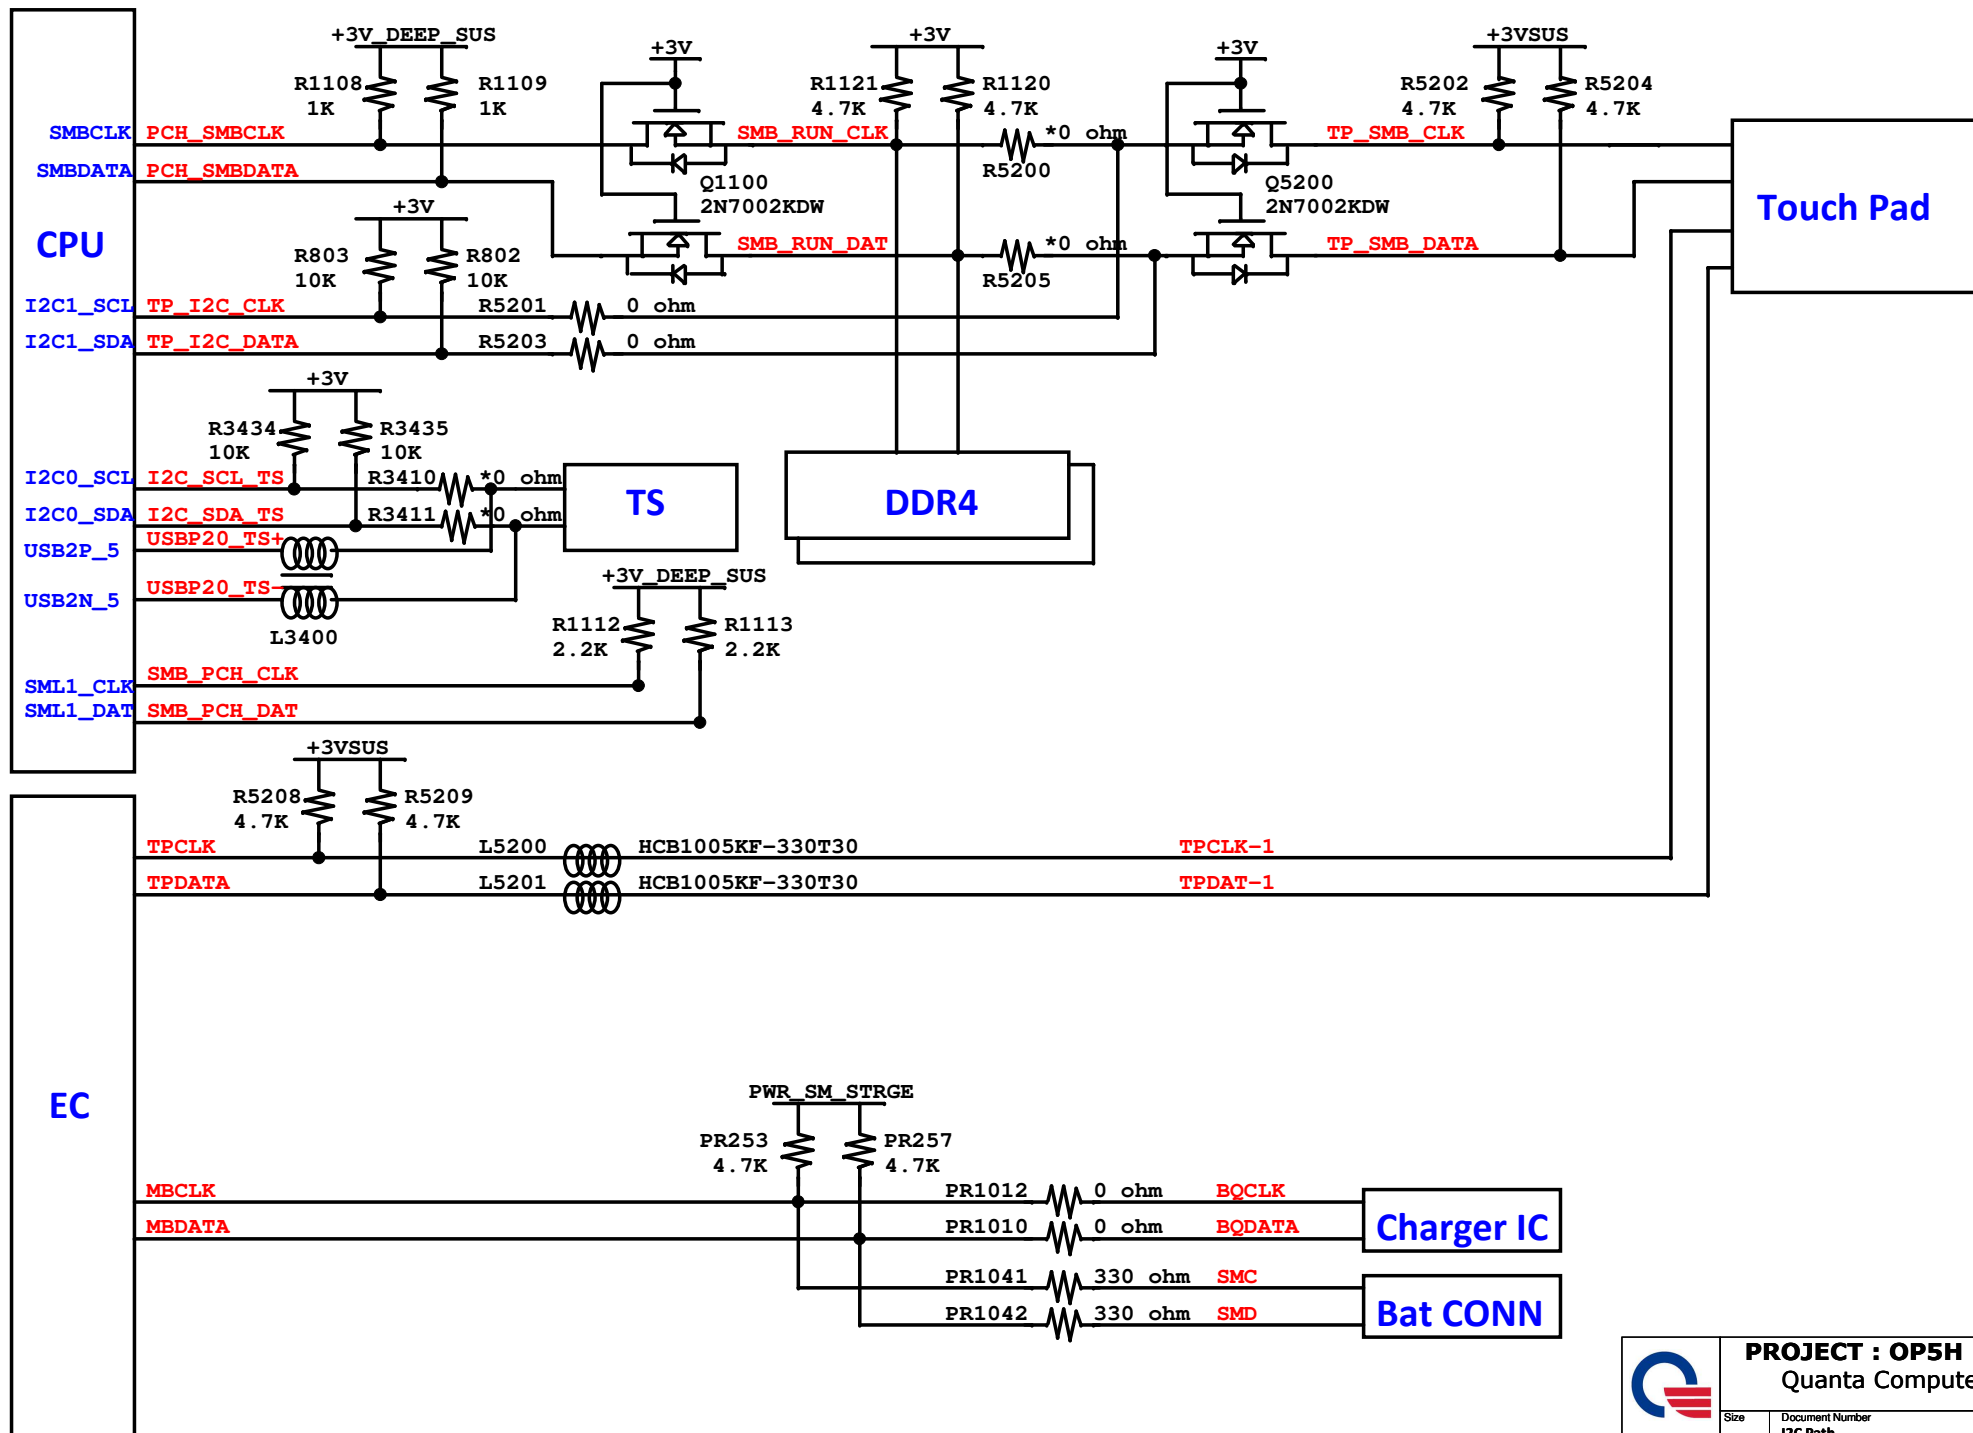 +3V_DEEP_SUS
+3V
+3V
+3V
+3VSUS
R1108
1K
R1109
1K
R1121
4.7K
R1120
4.7K
R5202
4.7K
R5204
4.7K
SMBCLK PCH_SMBCLK
SMB_RUN_CLK
*0 ohm
R5200
TP_SMB_CLK
SMBDATA PCH_SMBDATA
Q1100
2N7002KDW
Q5200
2N7002KDW
Touch Pad
+3V
CPU
R803
10K
R802
10K
SMB_RUN_DAT
*0 ohm
R5205
TP_SMB_DATA
I2C1_SCL TP_I2C_CLK
R5201
0 ohm
I2C1_SDA TP_I2C_DATA
R5203
0 ohm
+3V
R3434
10K
R3435
10K
I2C0_SCL I2C_SCL_TS
R3410
*0 ohm
I2C0_SDA I2C_SDA_TS
R3411
*0 ohm
TS
DDR4
USB2P_5 USBP20_TS+
USB2N_5 USBP20_TS-
L3400
+3V_DEEP_SUS
R1112
2.2K
R1113
2.2K
SML1_CLK SMB_PCH_CLK
SML1_DAT SMB_PCH_DAT
+3VSUS
R5208
4.7K
R5209
4.7K
TPCLK
L5200
HCB1005KF-330T30
TPCLK-1
TPDATA
L5201
HCB1005KF-330T30
TPDAT-1
EC
PWR_SM_STRGE
PR253
4.7K
PR257
4.7K
MBCLK
PR1012
0 ohm
BQCLK
MBDATA
PR1010
0 ohm
BQDATA
Charger IC
PR1041
330 ohm
SMC
PR1042
330 ohm
SMD
Bat CONN
PROJECT : OP5H
Quanta Compute
Size
Document Number
I2C Path